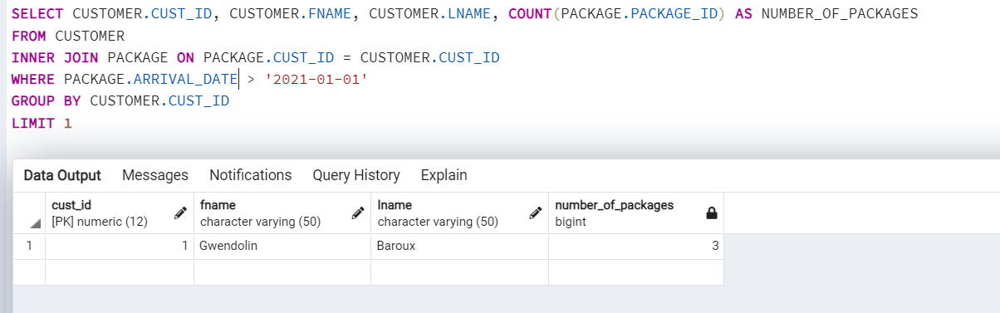 SELECT CUSTOMER.CUST_ID, CUSTOMER.FNAME, CUSTOMER.LNAME, COUNT(PACKAGE.PACKAGE_ID) AS NUMBER_OF_PACKAGES
FROM CUSTOMER
INNER JOIN PACKAGE ON PACKAGE.CUST_ID = CUSTOMER.CUST_ID
WHERE PACKAGE.ARRIVAL_DATE > '2021-01-01'
GROUP BY CUSTOMER.CUST_ID
LIMIT 1
Data Output Messages Notifications Query History Explain
cust_id fname lname number_of_packages
[PK] numeric (12) character varying (50) character varying (50) bigint
1 1 Gwendolin Baroux 3